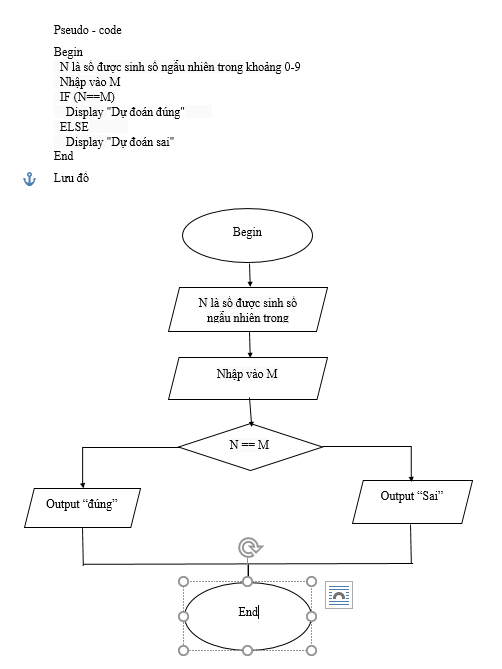 Pseudo - code
Begin
N là số được sinh số ngẫu nhiên trong khoảng 0-9
Nhập vào M
IF (N==M)
Display "Dự đoán đúng"
ELSE
Display "Dự đoán sai"
End
Lưu đồ
Begin
N là số được sinh số
ngẫu nhiên trong
Nhập vào M
N == M
Output “đúng”
Output “Sai”
End